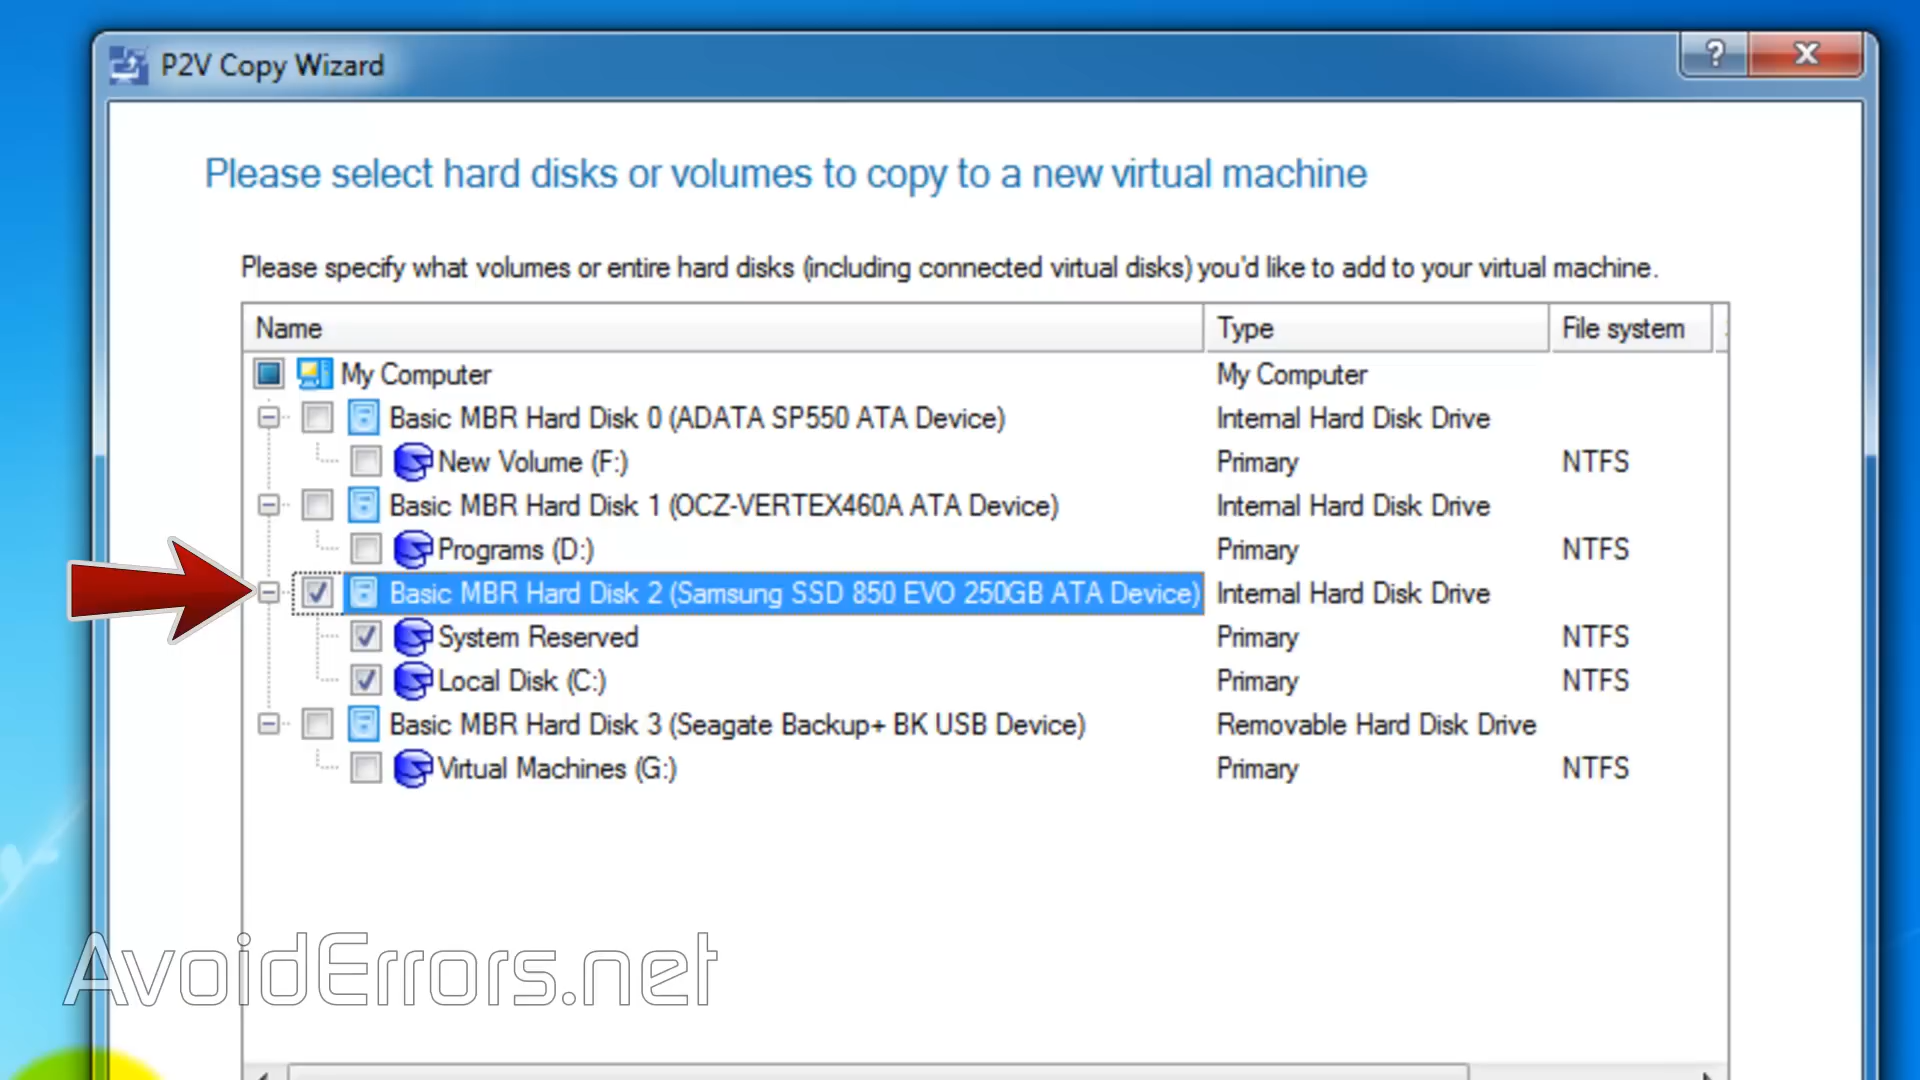 P2V Copy Wizard
?
X
Please select hard disks or volumes to copy to a new virtual machine
Please specify what volumes or entire hard disks (including connected virtual disks) you'd like to add to your virtual machine.
Name Type File system
My Computer My Computer
Basic MBR Hard Disk 0 (ADATA SP550 ATA Device) Internal Hard Disk Drive
New Volume (F:) Primary NTFS
Basic MBR Hard Disk 1 (OCZ-VERTEX460A ATA Device) Internal Hard Disk Drive
Programs (D:) Primary NTFS
Basic MBR Hard Disk 2 (Samsung SSD 850 EVO 250GB ATA Device) Internal Hard Disk Drive
System Reserved Primary NTFS
Local Disk (C:) Primary NTFS
Basic MBR Hard Disk 3 (Seagate Backup+ BK USB Device) Removable Hard Disk Drive
Virtual Machines (G:) Primary NTFS
AvoidErrors.net